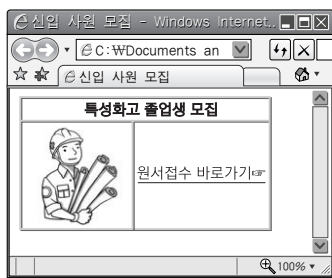 신입 사원 모집 - Windows Internet..
C:₩Documents an
신입 사원 모집
특성화고 졸업생 모집
원서접수 바로가기☞
100%